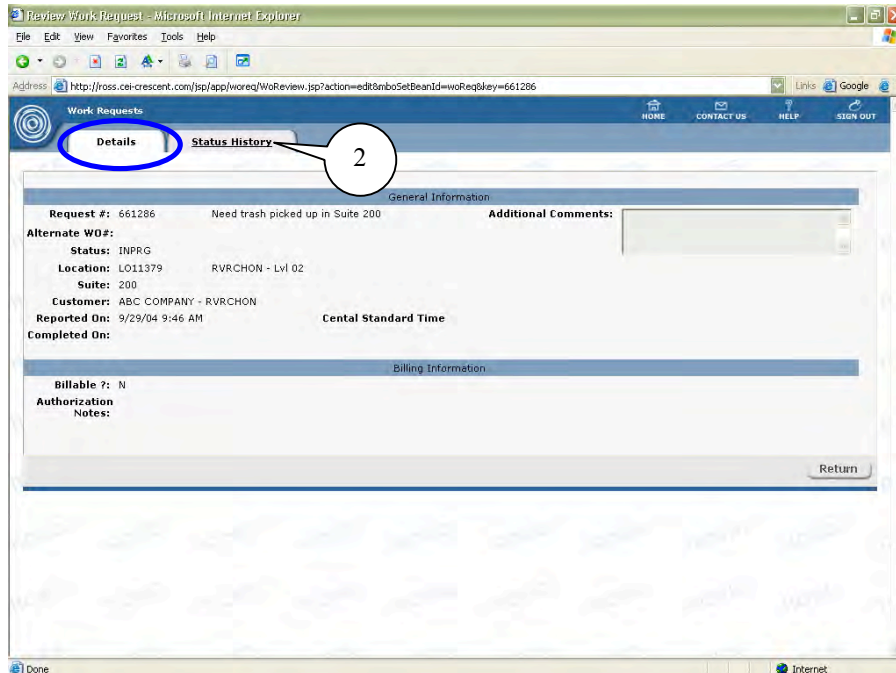 Review Work Request - Microsoft Internet Explorer
File Edit View Favorites Tools Help
Address http://ross.cei-crescent.com/jsp/app/woreq/WoReview.jsp?action=edit&mboSetBeanId=woReq&key=661286 Links Google
Work Requests HOME CONTACT US HELP SIGN OUT
Details Status History 2
General Information
Request #: 661286 Need trash picked up in Suite 200 Additional Comments:
Alternate WO#:
Status: INPRG
Location: LO11379 RVRCHON - Lvl 02
Suite: 200
Customer: ABC COMPANY - RVRCHON
Reported On: 9/29/04 9:46 AM Cental Standard Time
Completed On:
Billing Information
Billable ?: N
Authorization
Notes:
Return
Done Internet